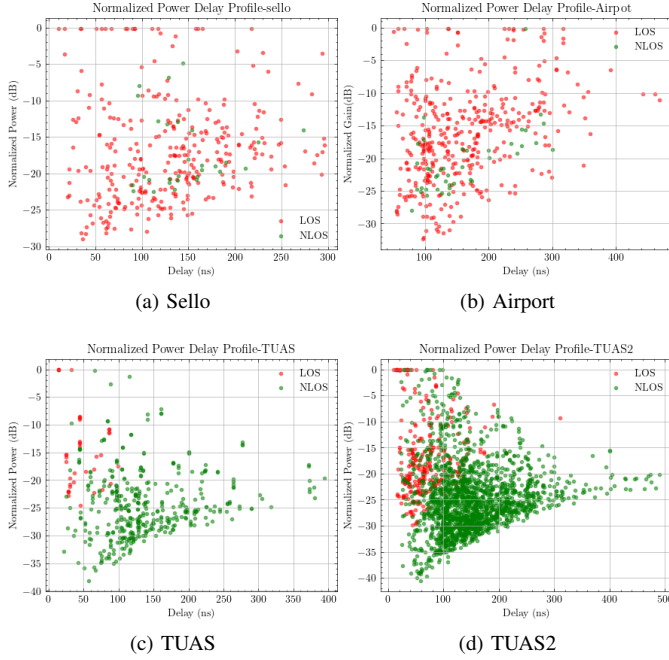 Normalized Power Delay Profile-sello
Normalized Power (dB)
0
−5
−10
−15
−20
−25
−30
LOS
NLOS
0 50 100 150 200 250 300
Delay (ns)
(a) Sello
Normalized Power Delay Profile-Airpot
Normalized Gain(dB)
0
−5
−10
−15
−20
−25
−30
LOS
NLOS
0 100 200 300 400
Delay (ns)
(b) Airport
Normalized Power Delay Profile-TUAS
Normalized Power (dB)
0
−5
−10
−15
−20
−25
−30
−35
−40
LOS
NLOS
0 50 100 150 200 250 300 350 400
Delay (ns)
(c) TUAS
Normalized Power Delay Profile-TUAS2
Normalized Power (dB)
0
−5
−10
−15
−20
−25
−30
−35
−40
LOS
NLOS
0 100 200 300 400 500
Delay (ns)
(d) TUAS2